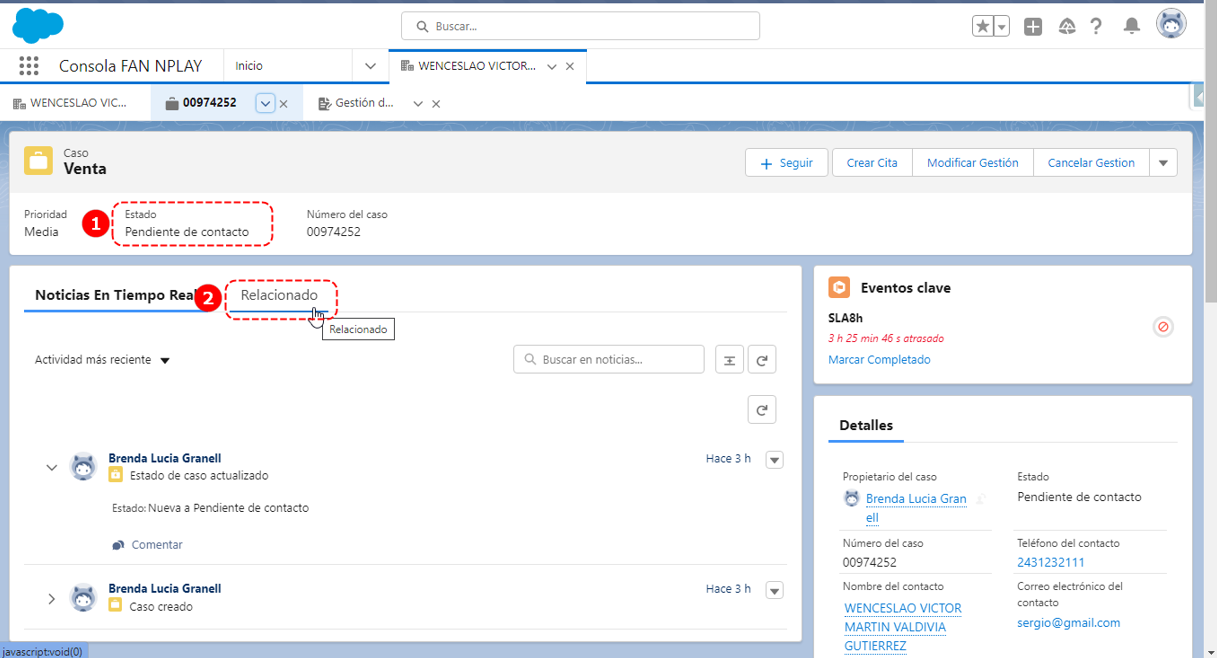 Buscar...
Consola FAN NPLAY
Inicio
WENCESLAO VICTOR...
WENCESLAO VIC...
00974252
Gestión d...
Caso
Venta
Seguir
Crear Cita
Modificar Gestión
Cancelar Gestion
Prioridad
Media
1
Estado
Pendiente de contacto
Número del caso
00974252
Noticias En Tiempo Real
2
Relacionado
Relacionado
Actividad más reciente
Buscar en noticias...
Brenda Lucia Granell
Estado de caso actualizado
Hace 3 h
Estado: Nueva a Pendiente de contacto
Comentar
Brenda Lucia Granell
Caso creado
Hace 3 h
Eventos clave
SLA8h
3 h 25 min 46 s atrasado
Marcar Completado
Detalles
Propietario del caso
Brenda Lucia Gran
ell
Estado
Pendiente de contacto
Número del caso
00974252
Teléfono del contacto
2431232111
Nombre del contacto
WENCESLAO VICTOR
MARTIN VALDIVIA
GUTIERREZ
Correo electrónico del
contacto
sergio@gmail.com
javascript:void(0)